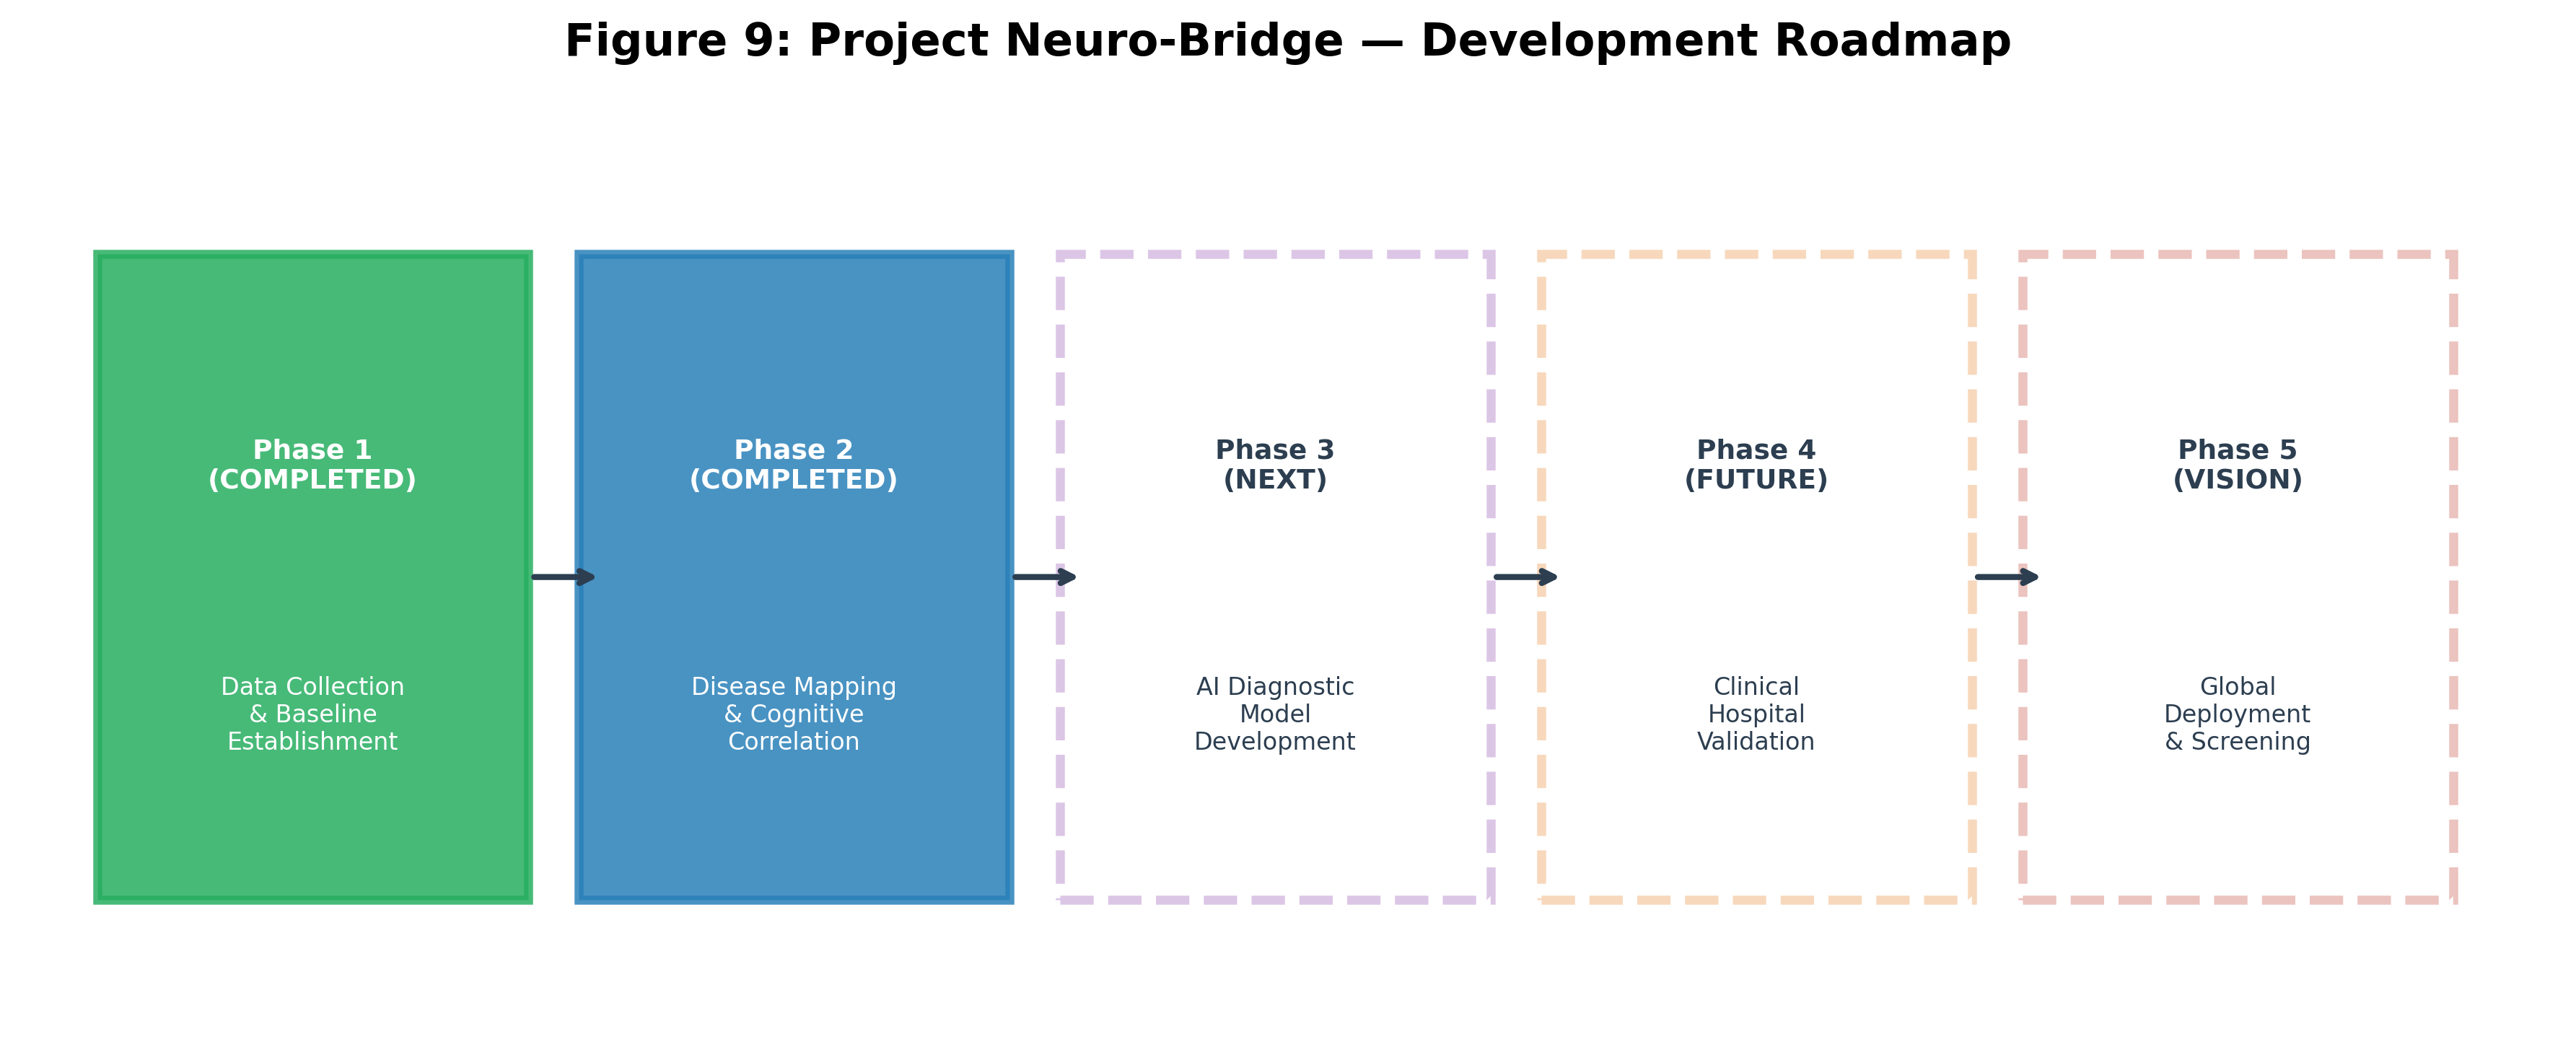 Figure 9: Project Neuro-Bridge — Development Roadmap
Phase 1
(COMPLETED)
Data Collection
& Baseline
Establishment
Phase 2
(COMPLETED)
Disease Mapping
& Cognitive
Correlation
Phase 3
(NEXT)
AI Diagnostic
Model
Development
Phase 4
(FUTURE)
Clinical
Hospital
Validation
Phase 5
(VISION)
Global
Deployment
& Screening